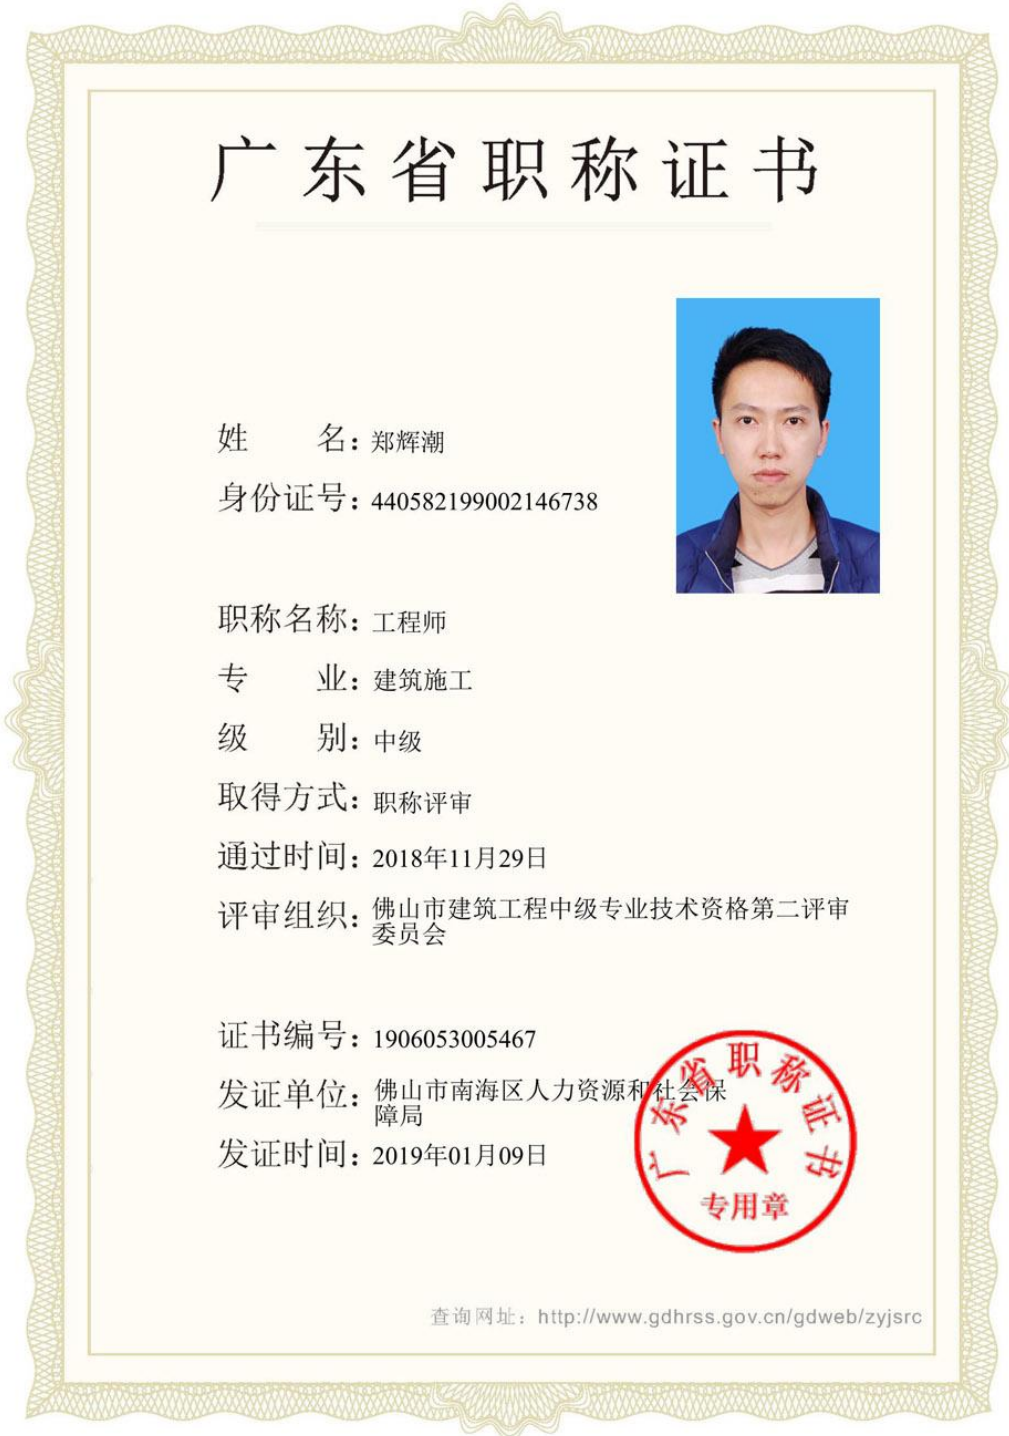 广东省职称证书
姓名：郑辉潮
身份证号：440582199002146738
职称名称：工程师
专业：建筑施工
级别：中级
取得方式：职称评审
通过时间：2018年11月29日
评审组织：佛山市建筑工程中级专业技术资格第二评审
委员会
证书编号：1906053005467
发证单位：佛山市南海区人力资源和社会保
障局
发证时间：2019年01月09日
广东省职称证书
专用章
查询网址：http://www.gdhrss.gov.cn/gdweb/zyjsrc